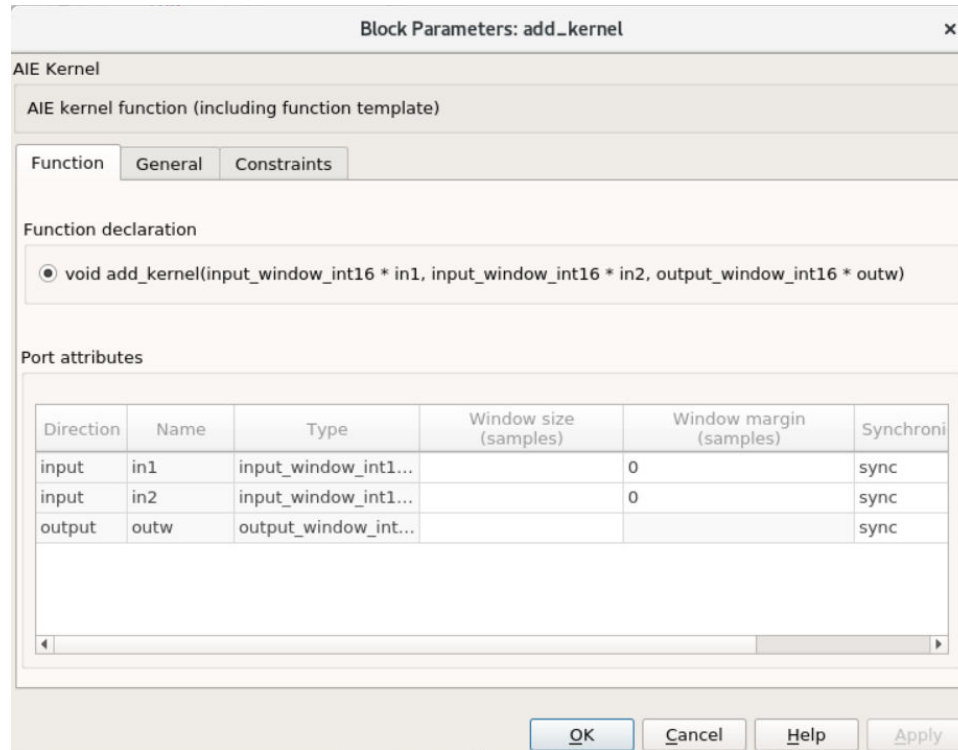 Block Parameters: add_kernel ×
AIE Kernel
AIE kernel function (including function template)
Function General Constraints
Function declaration
void add_kernel(input_window_int16 * in1, input_window_int16 * in2, output_window_int16 * outw)
Port attributes
Direction Name Type Window size (samples) Window margin (samples) Synchroni
input in1 input_window_int1... 0 sync
input in2 input_window_int1... 0 sync
output outw output_window_int... sync
OK Cancel Help Apply